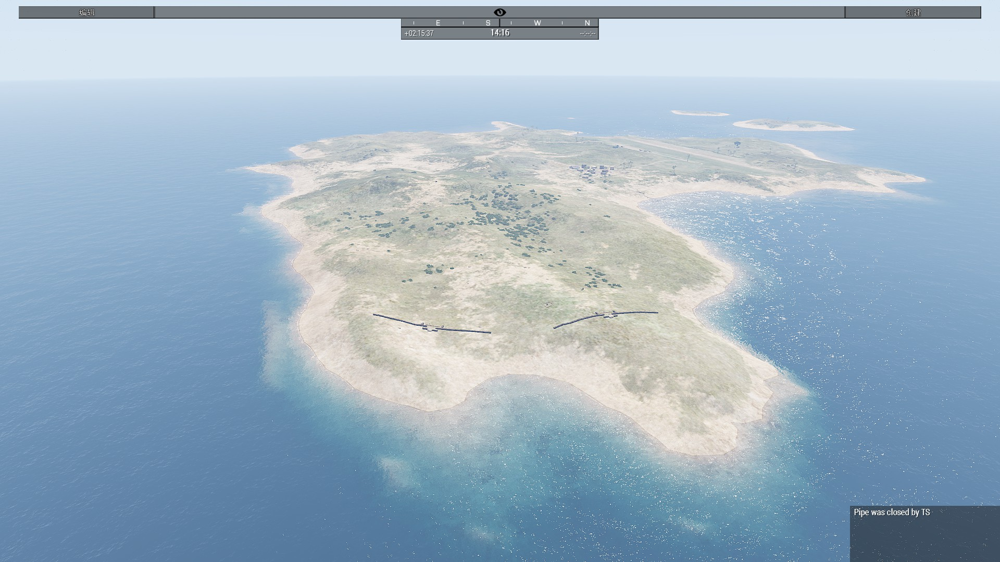 编辑
创建
E S W N
+02:15:37 14:16 --:--:--
Pipe was closed by TS